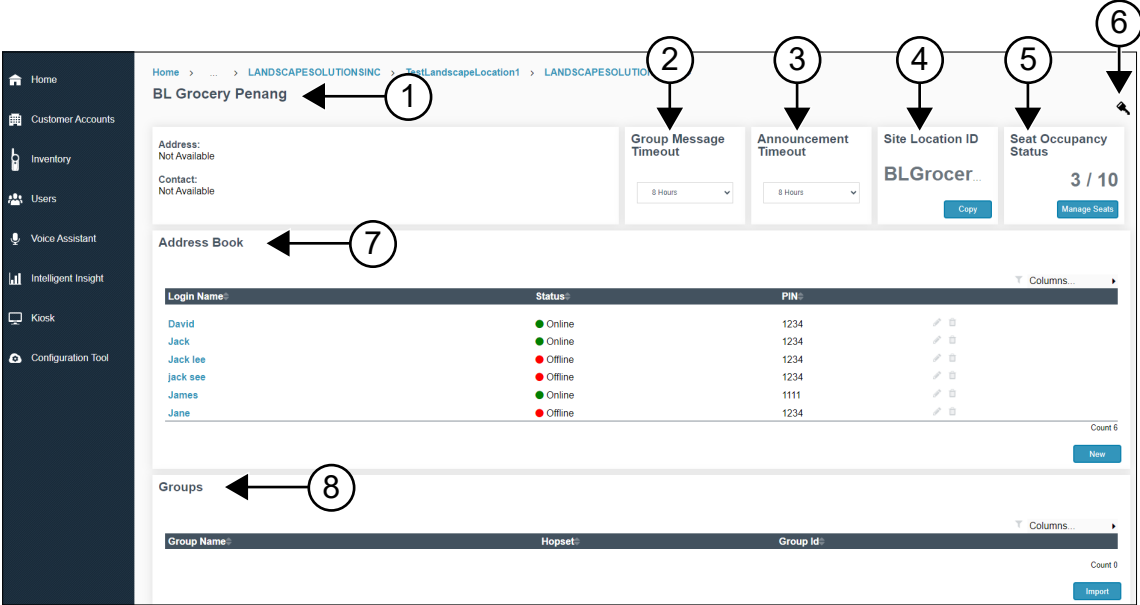 6
2
3
4
5
Home
Customer Accounts
Inventory
Users
Voice Assistant
Intelligent Insight
Kiosk
Configuration Tool
Home > ... > LANDSCAPESOLUTIONSINC > TestLandscapeLocation1 >
BL Grocery Penang
1
Address:
Not Available
Contact:
Not Available
Group Message
Timeout
8 Hours
Announcement
Timeout
8 Hours
Site Location ID
BLGrocer...
Copy
Seat Occupancy
Status
3 / 10
Manage Seats
Address Book
7
Columns...
Login Name Status PIN
David Online 1234
Jack Online 1234
Jack lee Offline 1234
jack see Offline 1234
James Online 1111
Jane Offline 1234
Count 6
New
Groups
8
Columns...
Group Name Hopset Group Id
Count 0
Import